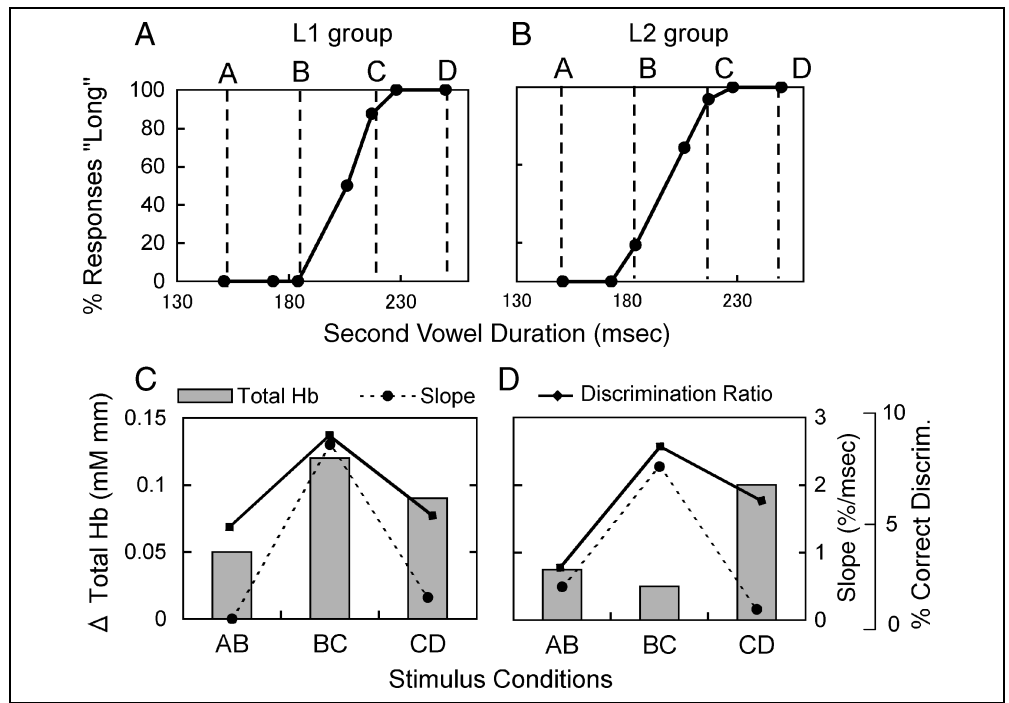 A L1 group B L2 group
A B C D A B C D
% Responses "Long"
100
80
60
40
20
0
130 180 230 130 180 230
Second Vowel Duration (msec)
C Total Hb Slope D Discrimination Ratio
Δ Total Hb (mM mm)
0.15
0.1
0.05
0
3
2
1
0
Slope (%/msec)
10
5
0
% Correct Discrim.
AB BC CD AB BC CD
Stimulus Conditions